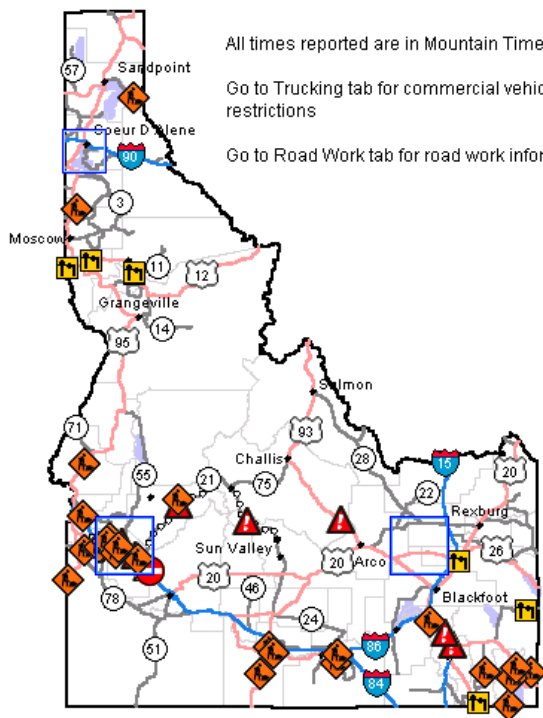 All times reported are in Mountain Time
57
Sandpoint
Go to Trucking tab for commercial vehic
restrictions
Coeur D Alene
90
Go to Road Work tab for road work infor
3
Moscow
11
12
Grangeville
14
95
Salmon
93
71
Challis
28
15
20
55
21
75
22
Rexburg
Sun Valley
20
20
Arco
26
78
46
Blackfoot
24
51
86
84